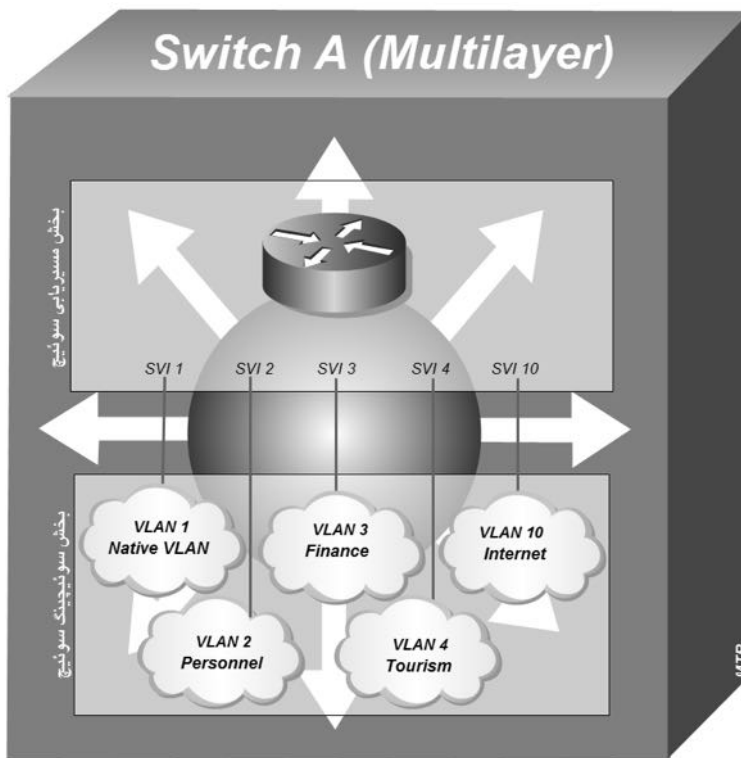 Switch A (Multilayer)
بخش مسیریابی سوئیچ
SVI 1
SVI 2
SVI 3
SVI 4
SVI 10
بخش سوئیچینگ سوئیچ
VLAN 1
Native VLAN
VLAN 2
Personnel
VLAN 3
Finance
VLAN 4
Tourism
VLAN 10
Internet